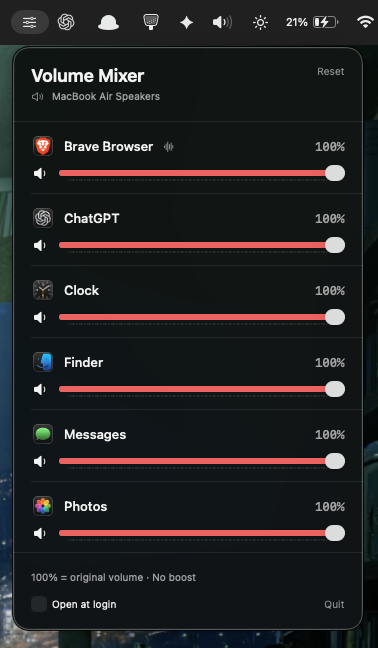 21%
Volume Mixer
Reset
MacBook Air Speakers
Brave Browser 100%
ChatGPT 100%
Clock 100%
Finder 100%
Messages 100%
Photos 100%
100% = original volume · No boost
Open at login
Quit